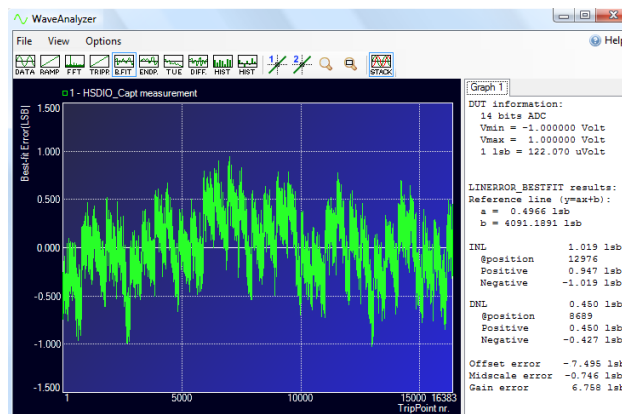 WaveAnalyzer
File View Options
Help
DATA RAMP FFT TRIP.R B.FIT ENDP. TUE DIFF. HIST HIST 1 2 STACK
1 - HSDIO_Capt measurement
Best-fit Error[LSB]
1.500
1.000
0.500
0.000
-0.500
-1.000
-1.500
1 5000 10000 15000 16383
TripPoint nr.
Graph 1
DUT information:
14 bits ADC
Vmin = -1.000000 Volt
Vmax = 1.000000 Volt
1 lsb = 122.070 uVolt
LINERROR_BESTFIT results:
Reference line (y=ax+b):
a = 0.4966 lsb
b = 4091.1891 lsb
INL 1.019 lsb
@position 12976
Positive 0.947 lsb
Negative -1.019 lsb
DNL 0.450 lsb
@position 8689
Positive 0.450 lsb
Negative -0.427 lsb
Offset error -7.495 lsb
Midscale error -0.746 lsb
Gain error 6.758 lsb